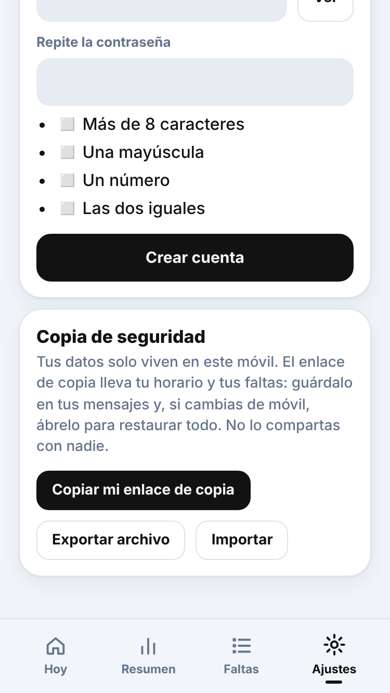 Ver
Repite la contraseña
Más de 8 caracteres
Una mayúscula
Un número
Las dos iguales
Crear cuenta
Copia de seguridad
Tus datos solo viven en este móvil. El enlace
de copia lleva tu horario y tus faltas: guárdalo
en tus mensajes y, si cambias de móvil,
ábrelo para restaurar todo. No lo compartas
con nadie.
Copiar mi enlace de copia
Exportar archivo
Importar
Hoy
Resumen
Faltas
Ajustes